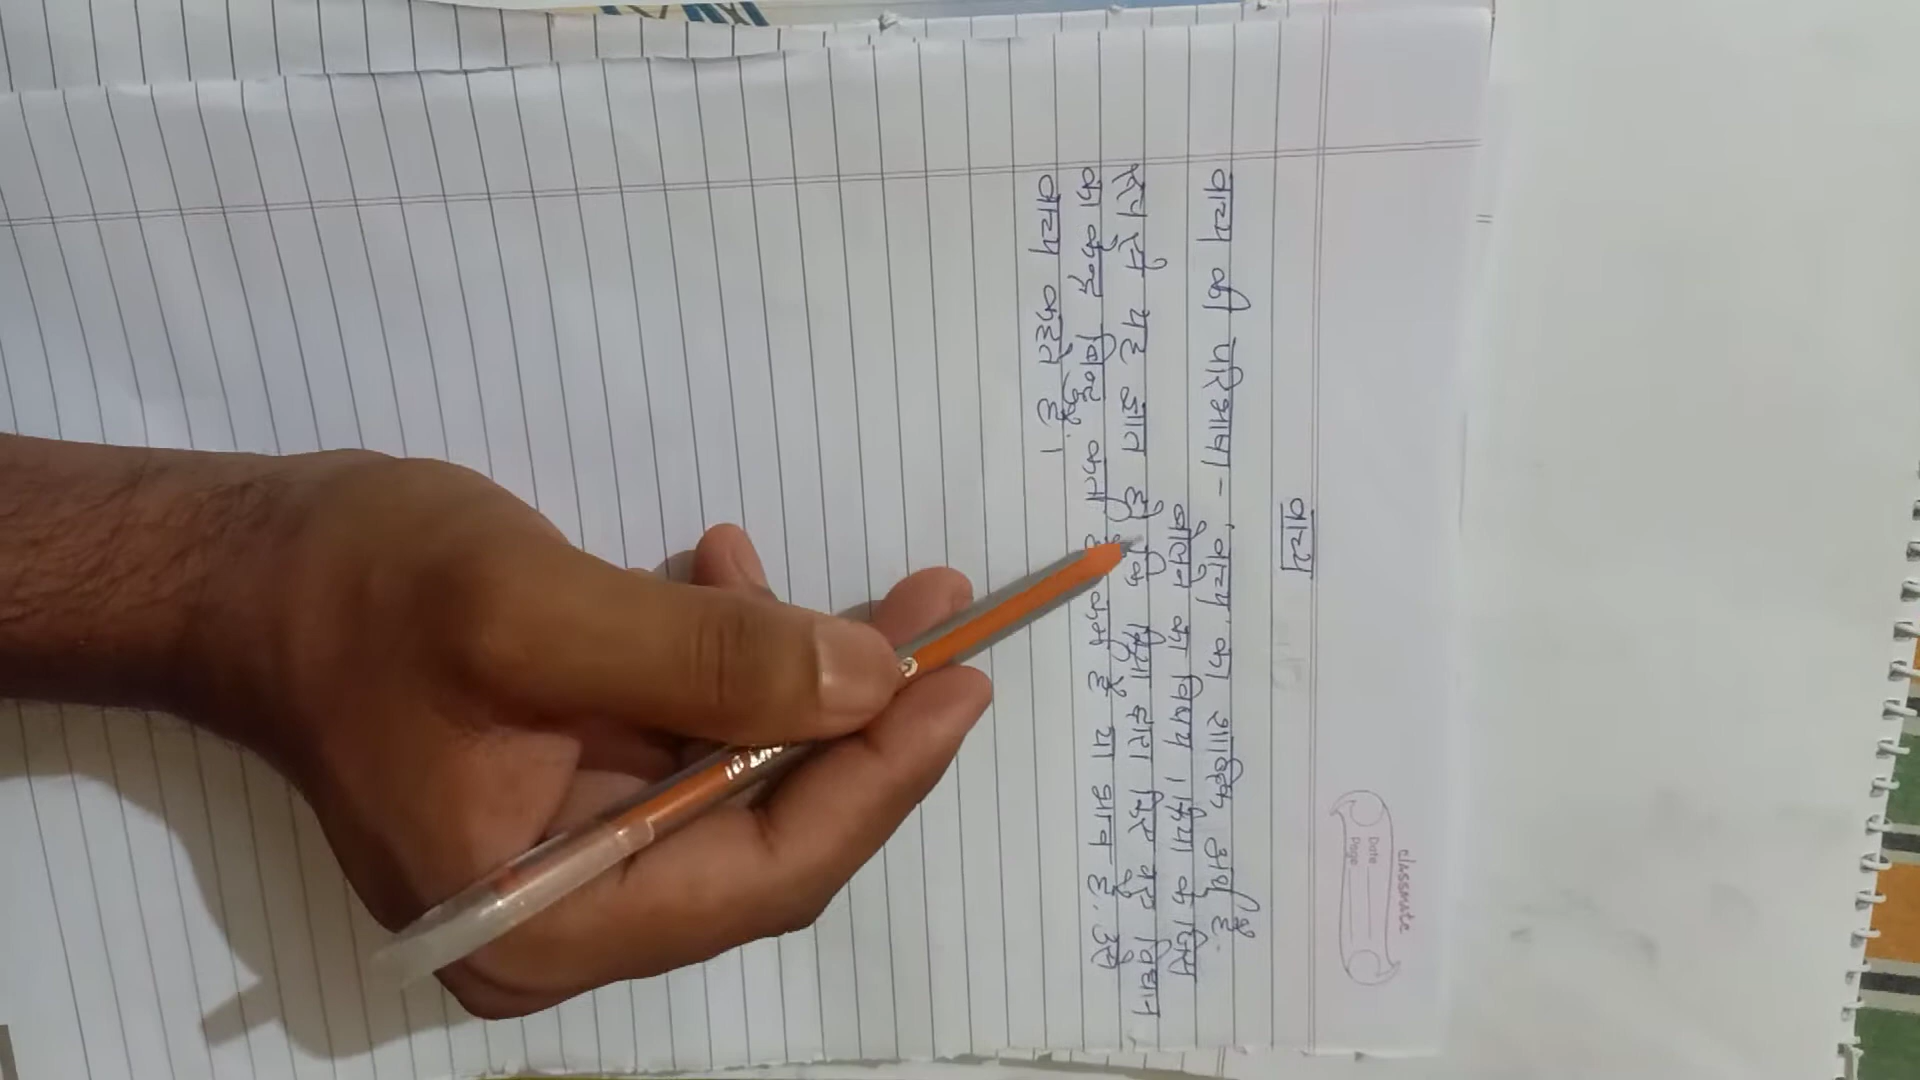 classmate
Date
Page
वाच्य
वाच्य की परिभाषा - 'वाच्य' का शाब्दिक अर्थ है-
बोलने का विषय। क्रिया के जिस
रूप से यह ज्ञात हो कि क्रिया द्वारा किए गए विधान
का केन्द्र बिन्दु कर्ता है कर्म है या भाव है, उसे
वाच्य कहते हैं।